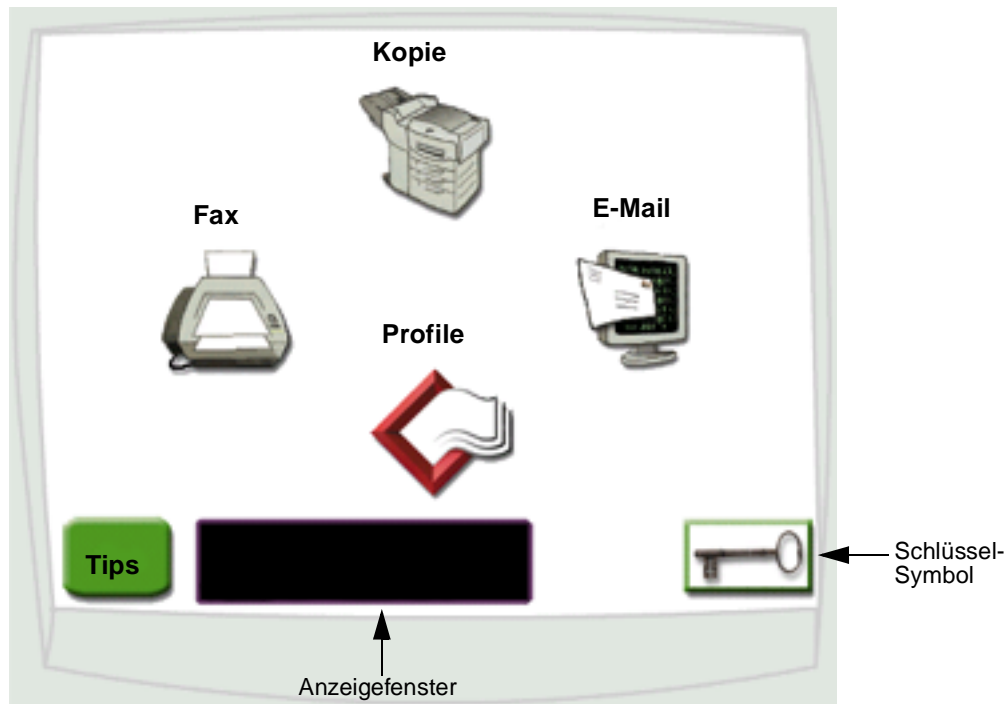 Kopie
Fax
E-Mail
Profile
Tips
Schlüssel-
Symbol
Anzeigefenster